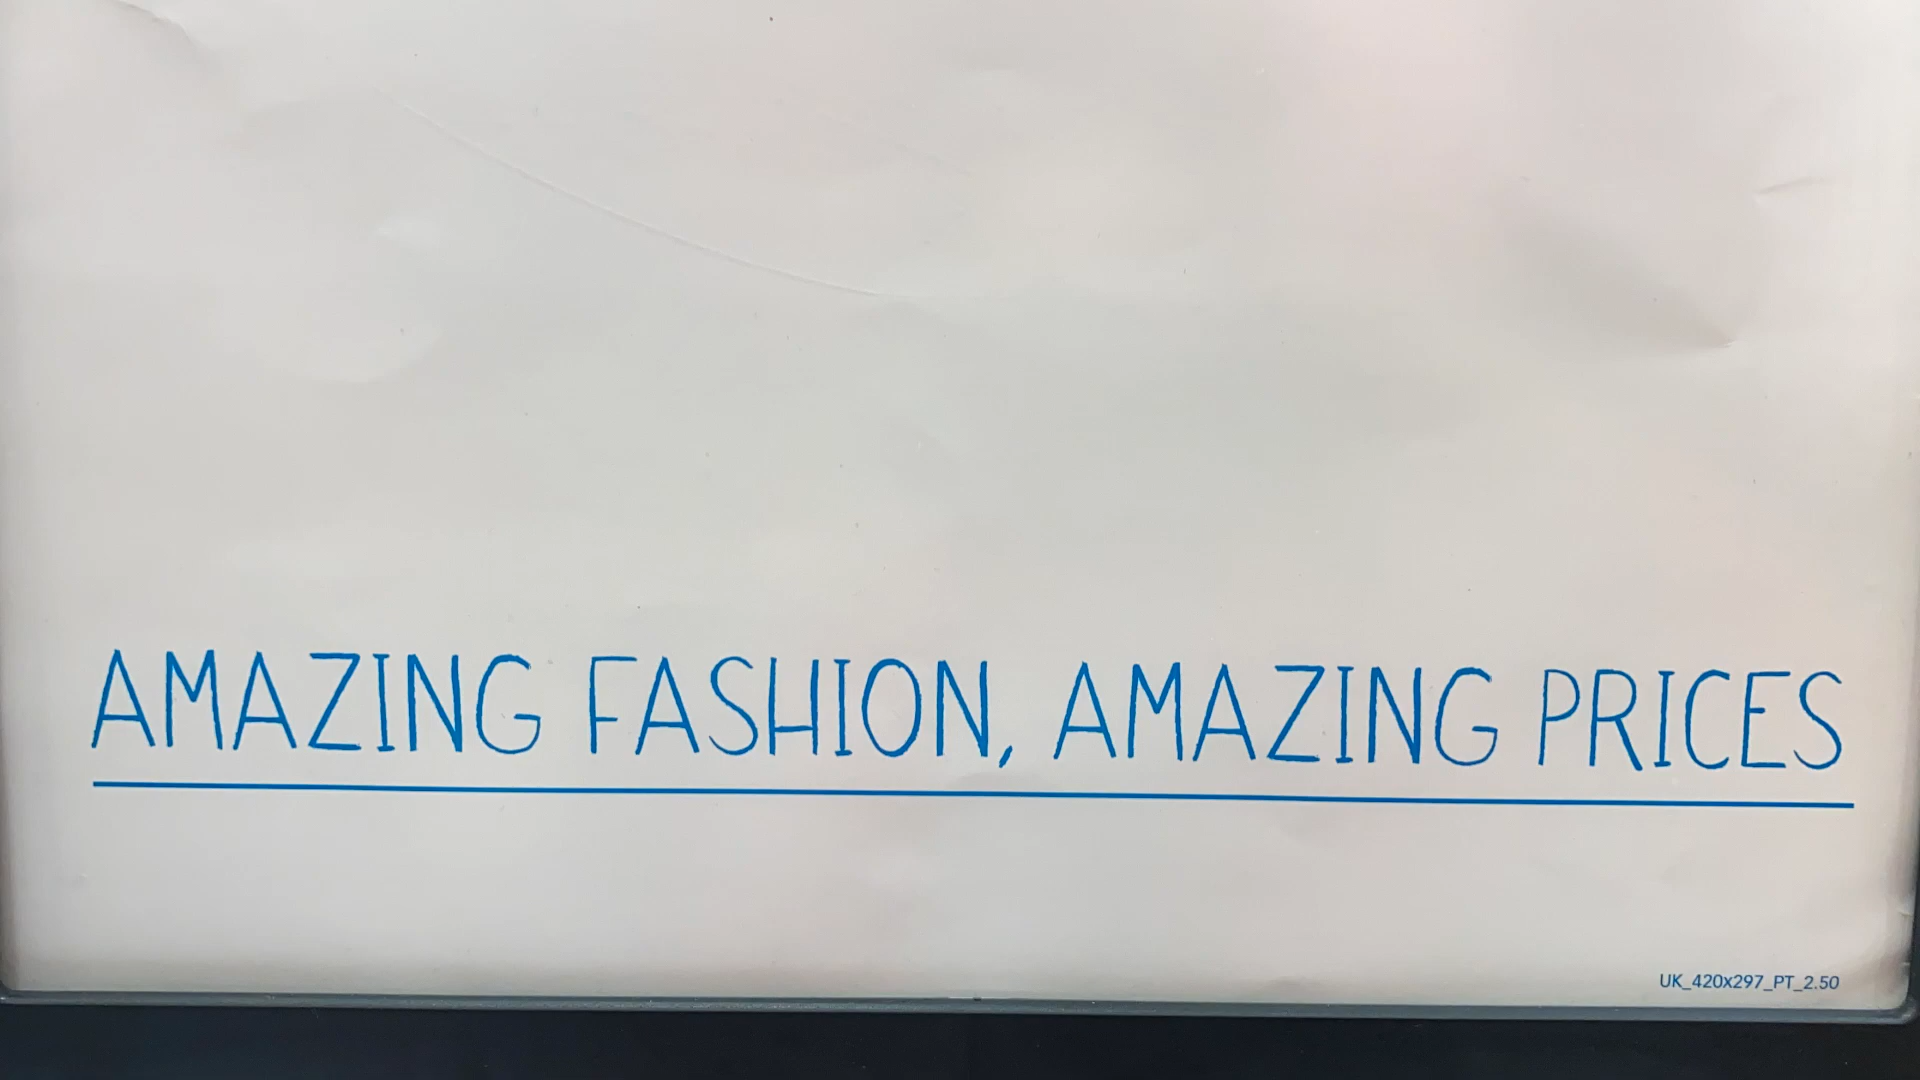 AMAZING FASHION, AMAZING PRICES
UK_420x297_PT_2.50